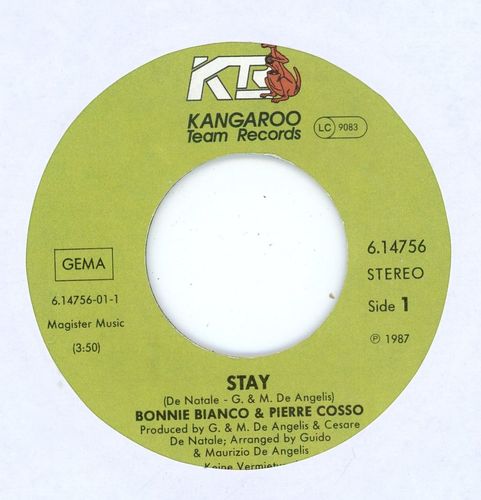 KTR
KANGAROO
Team Records
LC 9083
GEMA
6.14756-01-1
Magister Music
(3:50)
6.14756
STEREO
Side 1
℗ 1987
STAY
(De Natale - G. & M. De Angelis)
BONNIE BIANCO & PIERRE COSSO
Produced by G. & M. De Angelis & Cesare
De Natale; Arranged by Guido
& Maurizio De Angelis